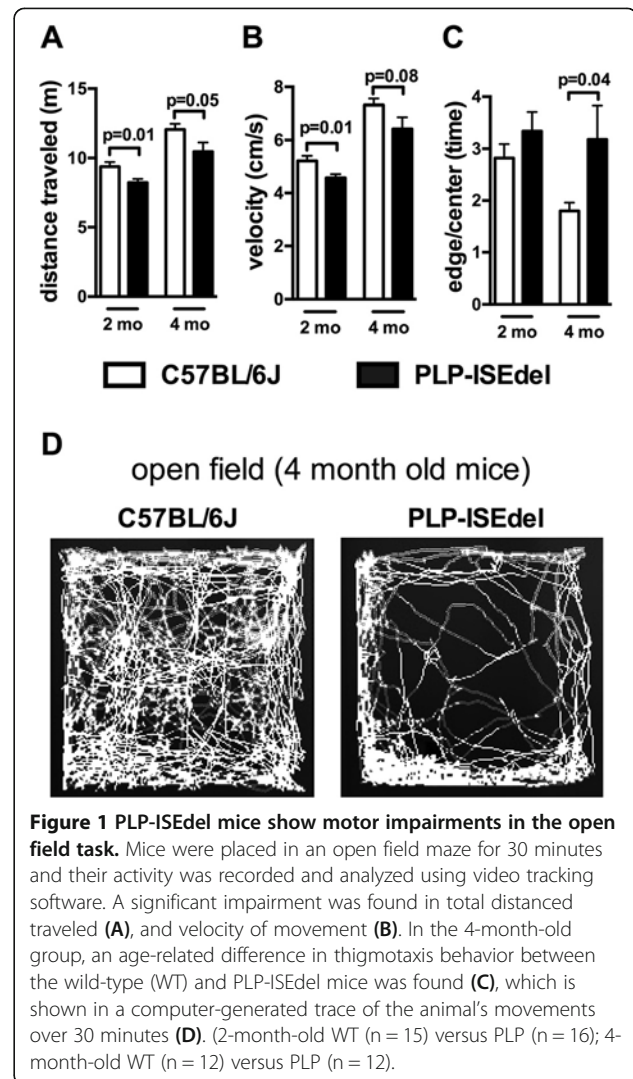 A
B
C
distance traveled (m)
15
10
5
0
p=0.01
p=0.05
2 mo
4 mo
velocity (cm/s)
8
6
4
2
0
p=0.01
p=0.08
2 mo
4 mo
edge/center (time)
4
3
2
1
0
p=0.04
2 mo
4 mo
C57BL/6J
PLP-ISEdel
D
open field (4 month old mice)
C57BL/6J
PLP-ISEdel
Figure 1 PLP-ISEdel mice show motor impairments in the open
field task. Mice were placed in an open field maze for 30 minutes
and their activity was recorded and analyzed using video tracking
software. A significant impairment was found in total distanced
traveled (A), and velocity of movement (B). In the 4-month-old
group, an age-related difference in thigmotaxis behavior between
the wild-type (WT) and PLP-ISEdel mice was found (C), which is
shown in a computer-generated trace of the animal's movements
over 30 minutes (D). (2-month-old WT (n = 15) versus PLP (n = 16); 4-
month-old WT (n = 12) versus PLP (n = 12).